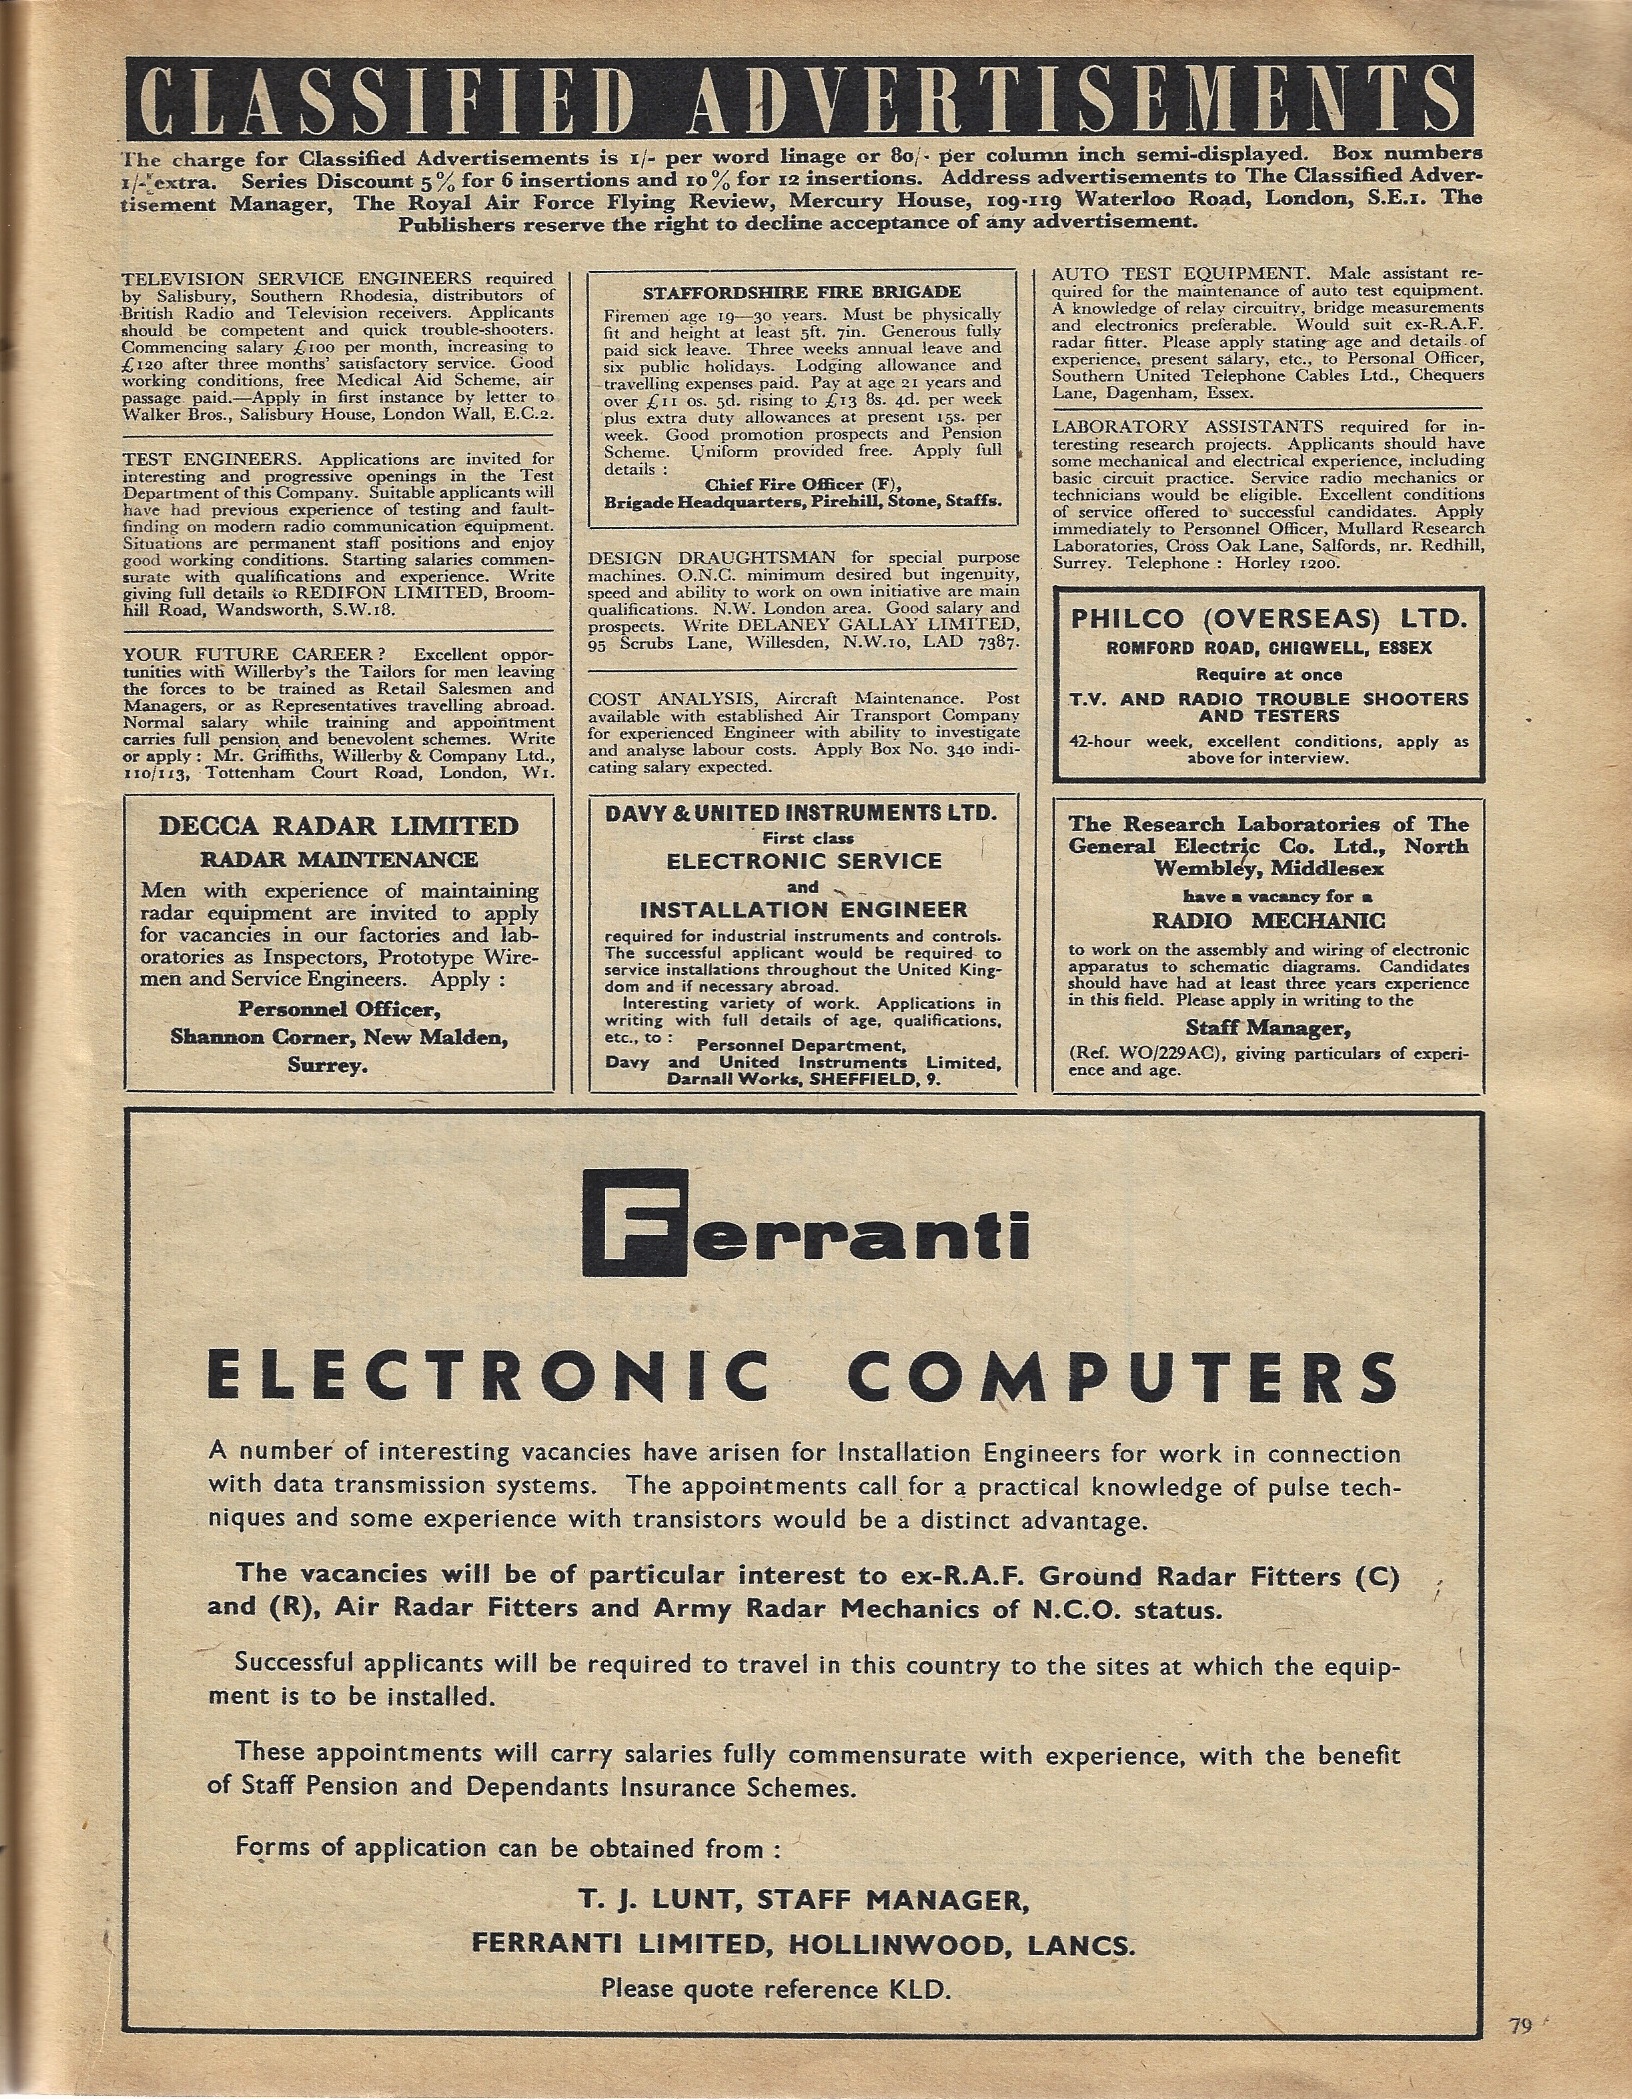 CLASSIFIED ADVERTISEMENTS
The charge for Classified Advertisements is 1/- per word linage or 80/- per column inch semi-displayed. Box numbers
1/- extra. Series Discount 5% for 6 insertions and 10% for 12 insertions. Address advertisements to The Classified Adver-
tisement Manager, The Royal Air Force Flying Review, Mercury House, 109-119 Waterloo Road, London, S.E.1. The
Publishers reserve the right to decline acceptance of any advertisement.
TELEVISION SERVICE ENGINEERS required
by Salisbury, Southern Rhodesia, distributors of
British Radio and Television receivers. Applicants
should be competent and quick trouble-shooters.
Commencing salary £100 per month, increasing to
£120 after three months' satisfactory service. Good
working conditions, free Medical Aid Scheme, air
passage paid.—Apply in first instance by letter to
Walker Bros., Salisbury House, London Wall, E.C.2.
TEST ENGINEERS. Applications are invited for
interesting and progressive openings in the Test
Department of this Company. Suitable applicants will
have had previous experience of testing and fault-
finding on modern radio communication equipment.
Situations are permanent staff positions and enjoy
good working conditions. Starting salaries commen-
surate with qualifications and experience. Write
giving full details to REDIFON LIMITED, Broom-
hill Road, Wandsworth, S.W.18.
YOUR FUTURE CAREER? Excellent oppor-
tunities with Willerby's the Tailors for men leaving
the forces to be trained as Retail Salesmen and
Managers, or as Representatives travelling abroad.
Normal salary while training and appointment
carries full pension and benevolent schemes. Write
or apply: Mr. Griffiths, Willerby & Company Ltd.,
110/113, Tottenham Court Road, London, W1.
DECCA RADAR LIMITED
RADAR MAINTENANCE
Men with experience of maintaining
radar equipment are invited to apply
for vacancies in our factories and lab-
oratories as Inspectors, Prototype Wire-
men and Service Engineers. Apply :
Personnel Officer,
Shannon Corner, New Malden,
Surrey.
STAFFORDSHIRE FIRE BRIGADE
Firemen age 19—30 years. Must be physically
fit and height at least 5ft. 7in. Generous fully
paid sick leave. Three weeks annual leave and
six public holidays. Lodging allowance and
travelling expenses paid. Pay at age 21 years and
over £11 0s. 5d. rising to £13 8s. 4d. per week
plus extra duty allowances at present 15s. per
week. Good promotion prospects and Pension
Scheme. Uniform provided free. Apply full
details :
Chief Fire Officer (F),
Brigade Headquarters, Pirehill, Stone, Staffs.
DESIGN DRAUGHTSMAN for special purpose
machines. O.N.C. minimum desired but ingenuity,
speed and ability to work on own initiative are main
qualifications. N.W. London area. Good salary and
prospects. Write DELANEY GALLAY LIMITED,
95 Scrubs Lane, Willesden, N.W.10, LAD 7387.
COST ANALYSIS, Aircraft Maintenance. Post
available with established Air Transport Company
for experienced Engineer with ability to investigate
and analyse labour costs. Apply Box No. 340 indi-
cating salary expected.
DAVY & UNITED INSTRUMENTS LTD.
First class
ELECTRONIC SERVICE
and
INSTALLATION ENGINEER
required for industrial instruments and controls.
The successful applicant would be required to
service installations throughout the United King-
dom and if necessary abroad.
Interesting variety of work. Applications in
writing with full details of age, qualifications,
etc., to : Personnel Department,
Davy and United Instruments Limited,
Darnall Works, SHEFFIELD, 9.
AUTO TEST EQUIPMENT. Male assistant re-
quired for the maintenance of auto test equipment.
A knowledge of relay circuitry, bridge measurements
and electronics preferable. Would suit ex-R.A.F.
radar fitter. Please apply stating age and details of
experience, present salary, etc., to Personal Officer,
Southern United Telephone Cables Ltd., Chequers
Lane, Dagenham, Essex.
LABORATORY ASSISTANTS required for in-
teresting research projects. Applicants should have
some mechanical and electrical experience, including
basic circuit practice. Service radio mechanics or
technicians would be eligible. Excellent conditions
of service offered to successful candidates. Apply
immediately to Personnel Officer, Mullard Research
Laboratories, Cross Oak Lane, Salfords, nr. Redhill,
Surrey. Telephone : Horley 1200.
PHILCO (OVERSEAS) LTD.
ROMFORD ROAD, CHIGWELL, ESSEX
Require at once
T.V. AND RADIO TROUBLE SHOOTERS
AND TESTERS
42-hour week, excellent conditions, apply as
above for interview.
The Research Laboratories of The
General Electric Co. Ltd., North
Wembley, Middlesex
have a vacancy for a
RADIO MECHANIC
to work on the assembly and wiring of electronic
apparatus to schematic diagrams. Candidates
should have had at least three years experience
in this field. Please apply in writing to the
Staff Manager,
(Ref. WO/229AC), giving particulars of experi-
ence and age.
Ferranti
ELECTRONIC COMPUTERS
A number of interesting vacancies have arisen for Installation Engineers for work in connection
with data transmission systems. The appointments call for a practical knowledge of pulse tech-
niques and some experience with transistors would be a distinct advantage.
The vacancies will be of particular interest to ex-R.A.F. Ground Radar Fitters (C)
and (R), Air Radar Fitters and Army Radar Mechanics of N.C.O. status.
Successful applicants will be required to travel in this country to the sites at which the equip-
ment is to be installed.
These appointments will carry salaries fully commensurate with experience, with the benefit
of Staff Pension and Dependants Insurance Schemes.
Forms of application can be obtained from :
T. J. LUNT, STAFF MANAGER,
FERRANTI LIMITED, HOLLINWOOD, LANCS.
Please quote reference KLD.
79